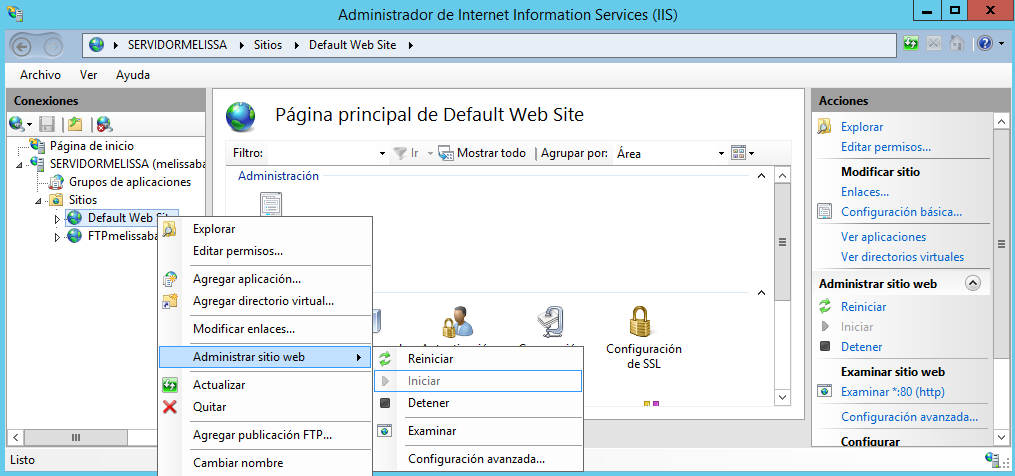 Administrador de Internet Information Services (IIS)
SERVIDORMELISSA Sitios Default Web Site
Archivo Ver Ayuda
Conexiones
Página de inicio
SERVIDORMELISSA (melissaba
Grupos de aplicaciones
Sitios
Default Web Sit
FTPmelissaba
Listo
Explorar
Editar permisos...
Agregar aplicación...
Agregar directorio virtual...
Modificar enlaces...
Administrar sitio web
Actualizar
Quitar
Agregar publicación FTP...
Cambiar nombre
Reiniciar
Iniciar
Detener
Examinar
Configuración avanzada...
Página principal de Default Web Site
Filtro: Ir Mostrar todo Agrupar por: Área
Administración
Configuración
de SSL
Acciones
Explorar
Editar permisos...
Modificar sitio
Enlaces...
Configuración básica...
Ver aplicaciones
Ver directorios virtuales
Administrar sitio web
Reiniciar
Iniciar
Detener
Examinar sitio web
Examinar *:80 (http)
Configuración avanzada...
Configurar